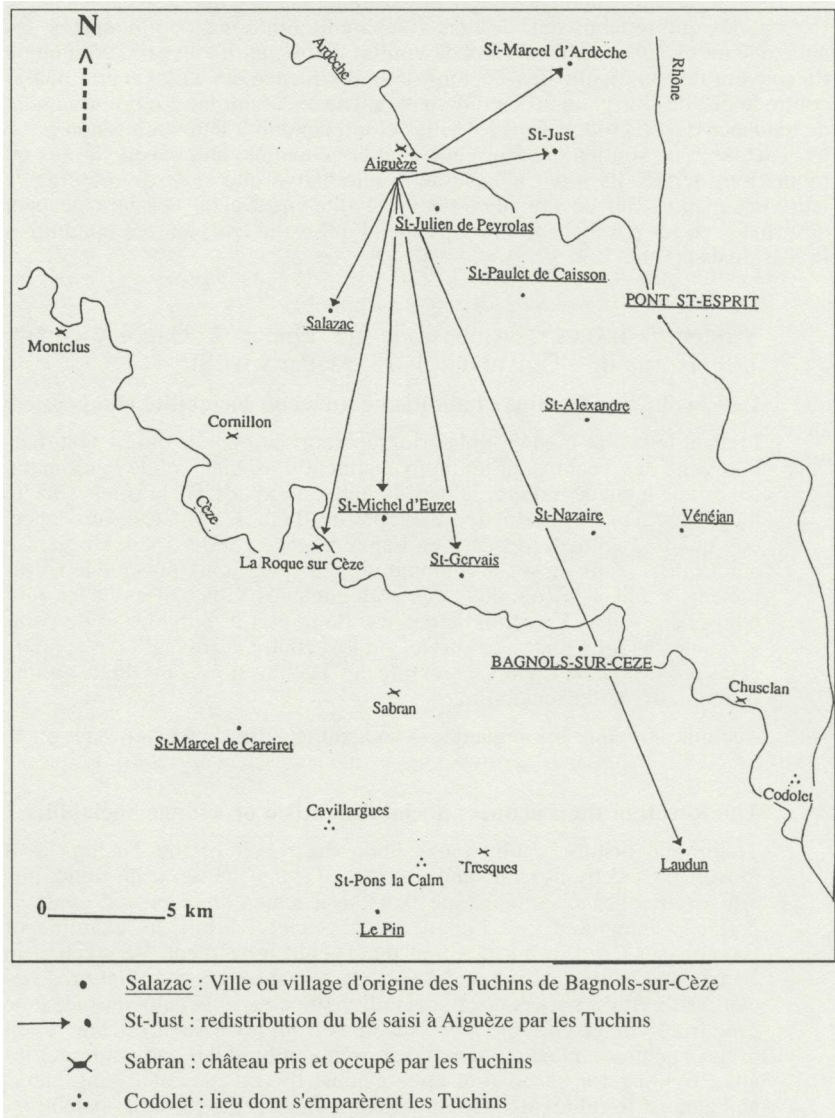 N
Ardèche
St-Marcel d'Ardèche
Rhône
St-Just
Aiguèze
St-Julien de Peyrolas
St-Paulet de Caisson
PONT ST-ESPRIT
Salazac
Montclus
St-Alexandre
Cornillon
Cèze
St-Michel d'Euzet
St-Nazaire
Vénéjan
La Roque sur Cèze
St-Gervais
BAGNOLS-SUR-CEZE
Chusclan
Sabran
St-Marcel de Careiret
Codolet
Cavillargues
Tresques
Laudun
St-Pons la Calm
0 5 km
Le Pin
Salazac : Ville ou village d'origine des Tuchins de Bagnols-sur-Cèze
St-Just : redistribution du blé saisi à Aiguèze par les Tuchins
Sabran : château pris et occupé par les Tuchins
Codolet : lieu dont s'emparèrent les Tuchins